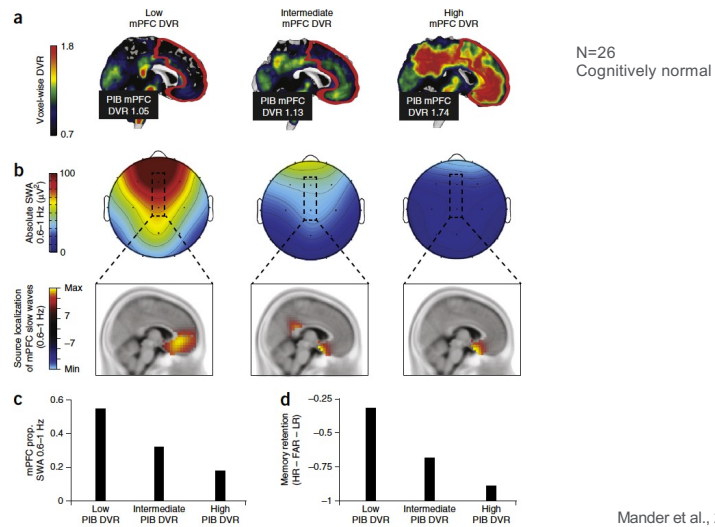 a
Low
mPFC DVR
Intermediate
mPFC DVR
High
mPFC DVR
N=26
Cognitively normal
Voxel-wise DVR
1.8
0.7
PIB mPFC
DVR 1.05
PIB mPFC
DVR 1.13
PIB mPFC
DVR 1.74
b
Absolute SWA
0.6–1 Hz (µV²)
100
0
Source localization
of mPFC slow waves
(0.6–1 Hz)
Max
7
–7
Min
c
mPFC prop.
SWA 0.6–1 Hz
0.6
0.4
0.2
0
Low
PIB DVR
Intermediate
PIB DVR
High
PIB DVR
d
Memory retention
(HR – FAR – LR)
–0.25
–0.5
–0.75
–1
Low
PIB DVR
Intermediate
PIB DVR
High
PIB DVR
Mander et al.,